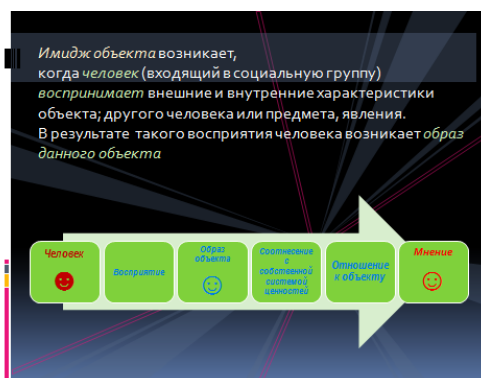 Имидж объекта возникает,
когда человек (входящий в социальную группу)
воспринимает внешние и внутренние характеристики
объекта; другого человека или предмета, явления.
В результате такого восприятия человека возникает образ
данного объекта
Человек
Восприятие
Образ
объекта
Соотнесение
с
собственной
системой
ценностей
Отношение
к объекту
Мнение